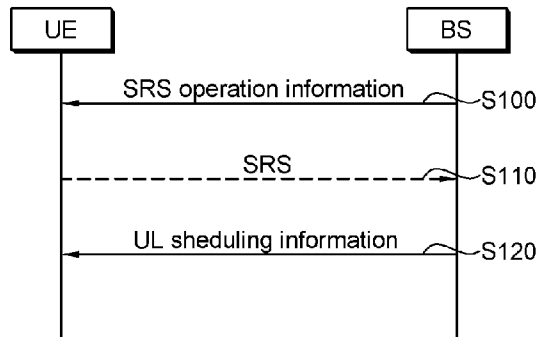 UE
BS
SRS operation information
S100
SRS
S110
UL sheduling information
S120